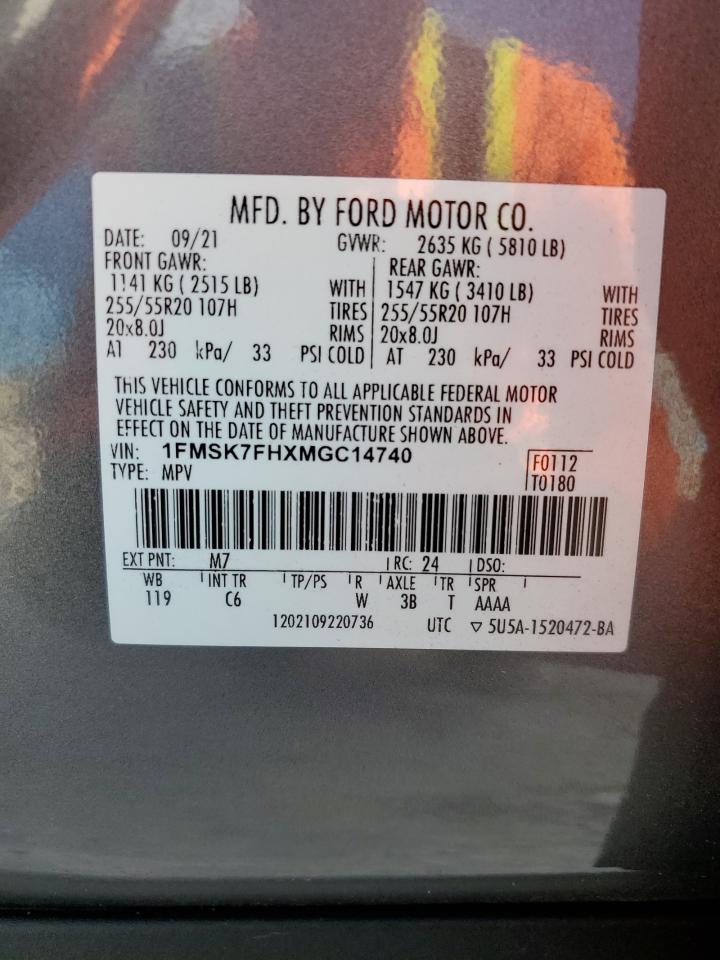 MFD. BY FORD MOTOR CO.
DATE: 09/21 GVWR: 2635 KG ( 5810 LB)
FRONT GAWR: REAR GAWR:
1141 KG ( 2515 LB) WITH 1547 KG ( 3410 LB) WITH
255/55R20 107H TIRES 255/55R20 107H TIRES
20x8.0J RIMS 20x8.0J RIMS
AT 230 kPa/ 33 PSI COLD AT 230 kPa/ 33 PSI COLD
THIS VEHICLE CONFORMS TO ALL APPLICABLE FEDERAL MOTOR
VEHICLE SAFETY AND THEFT PREVENTION STANDARDS IN
EFFECT ON THE DATE OF MANUFACTURE SHOWN ABOVE.
VIN: 1FMSK7FHXMGC14740 F0112
TYPE: MPV T0180
EXT PNT: M7 RC: 24 DSO:
WB INT TR TP/PS R AXLE TR SPR
119 C6 W 3B T AAAA
1202109220736 UTC ▽ 5U5A-1520472-BA